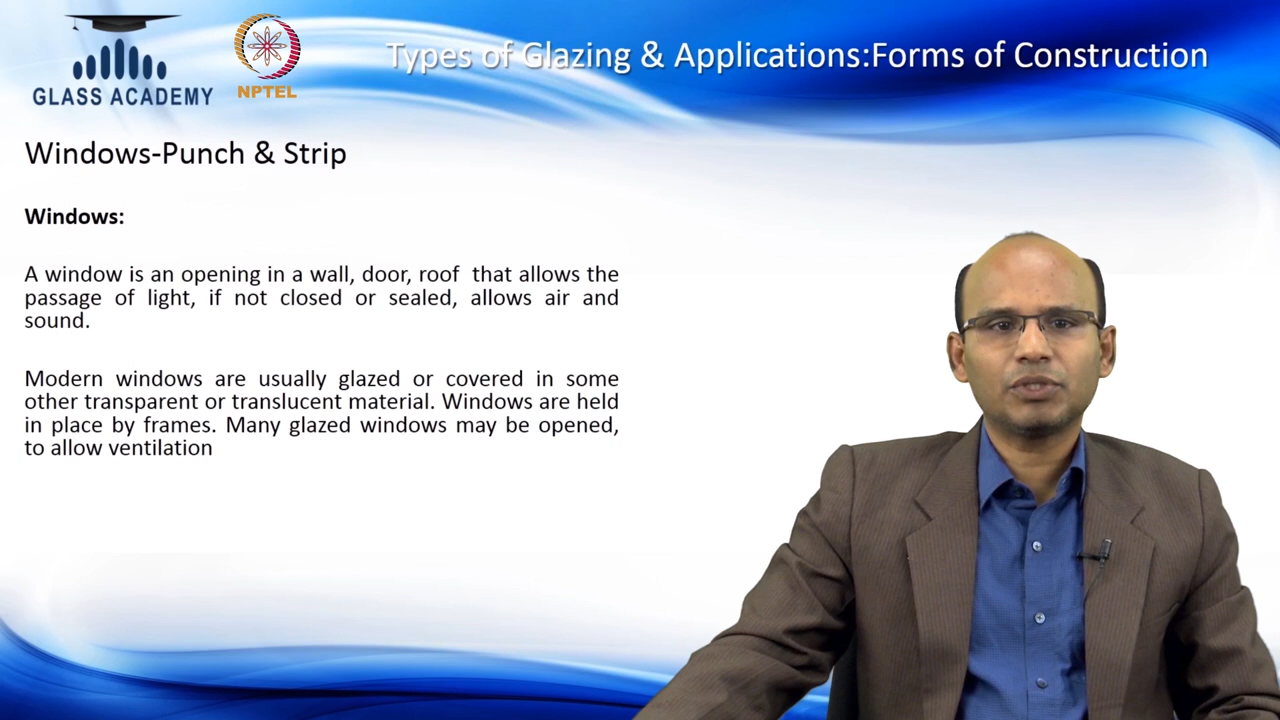 GLASS ACADEMY
NPTEL
Types of Glazing & Applications:Forms of Construction
Windows-Punch & Strip
Windows:
A window is an opening in a wall, door, roof that allows the
passage of light, if not closed or sealed, allows air and
sound.
Modern windows are usually glazed or covered in some
other transparent or translucent material. Windows are held
in place by frames. Many glazed windows may be opened,
to allow ventilation